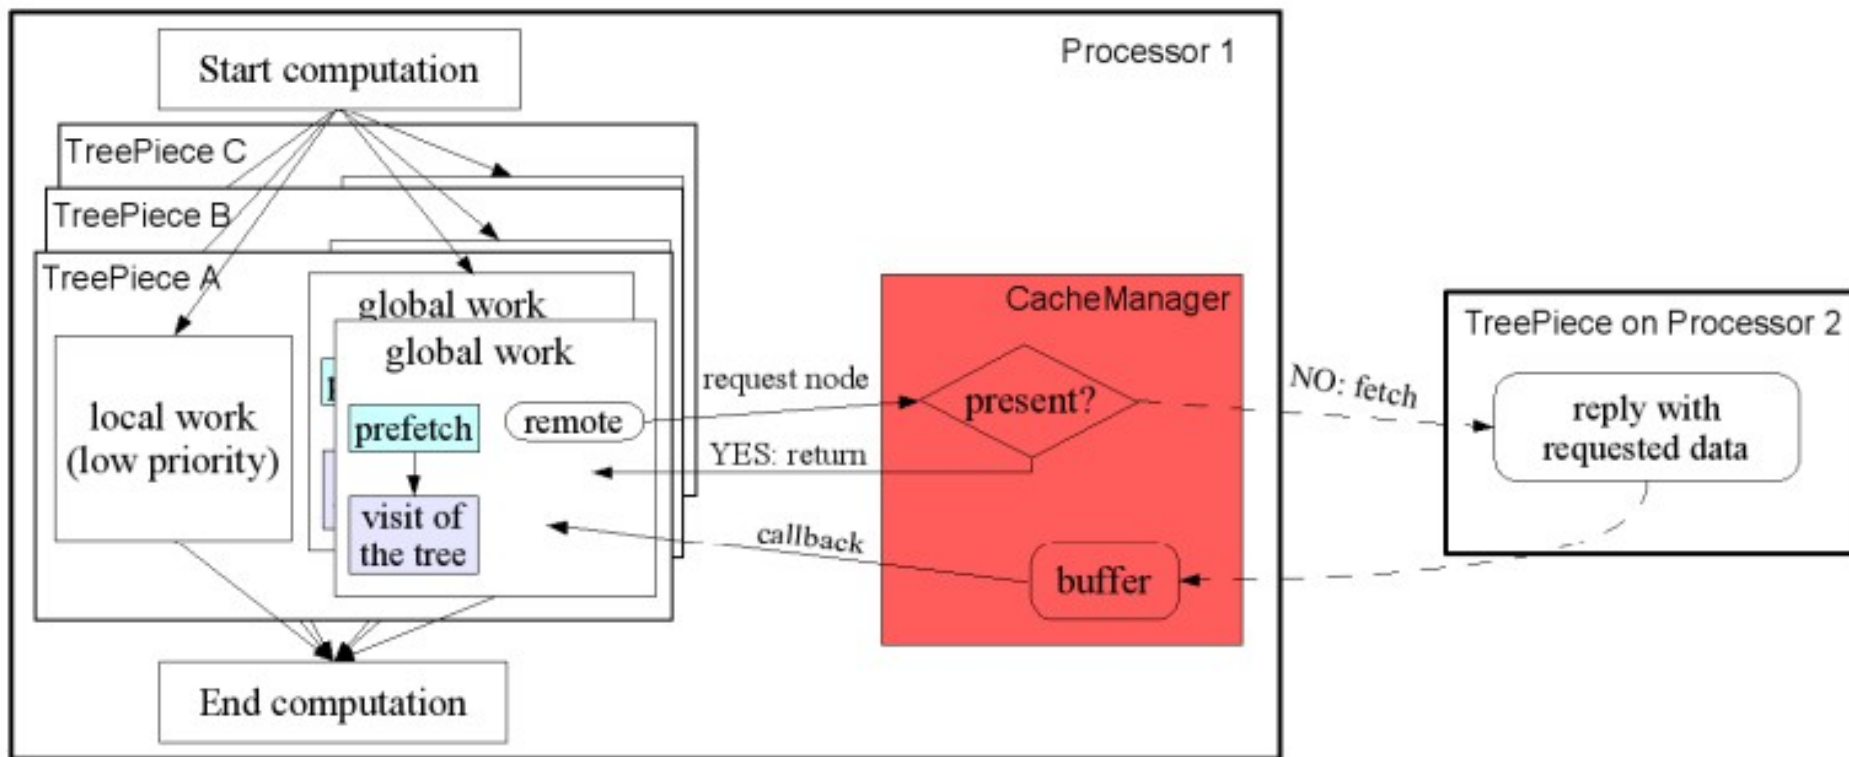 Processor 1
Start computation
TreePiece C
TreePiece B
TreePiece A
global work
global work
local work
(low priority)
prefetch
remote
visit of
the tree
request node
YES: return
callback
CacheManager
present?
buffer
NO: fetch
TreePiece on Processor 2
reply with
requested data
End computation